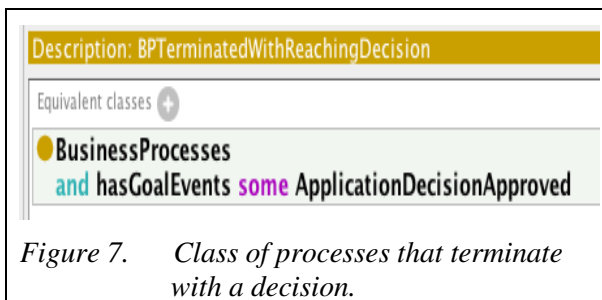 Description: BPTerminatedWithReachingDecision
Equivalent classes
BusinessProcesses
and hasGoalEvents some ApplicationDecisionApproved
Figure 7. Class of processes that terminate
with a decision.